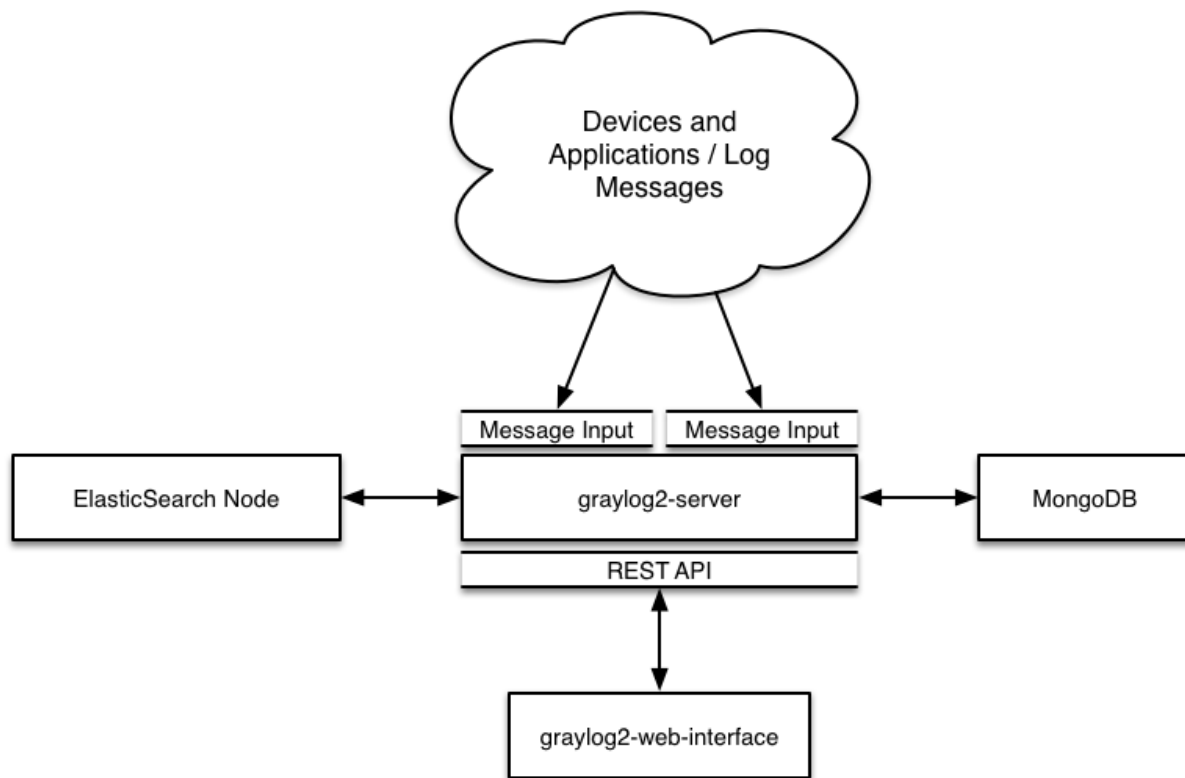 Devices and
Applications / Log
Messages
Message Input
Message Input
ElasticSearch Node
graylog2-server
MongoDB
REST API
graylog2-web-interface